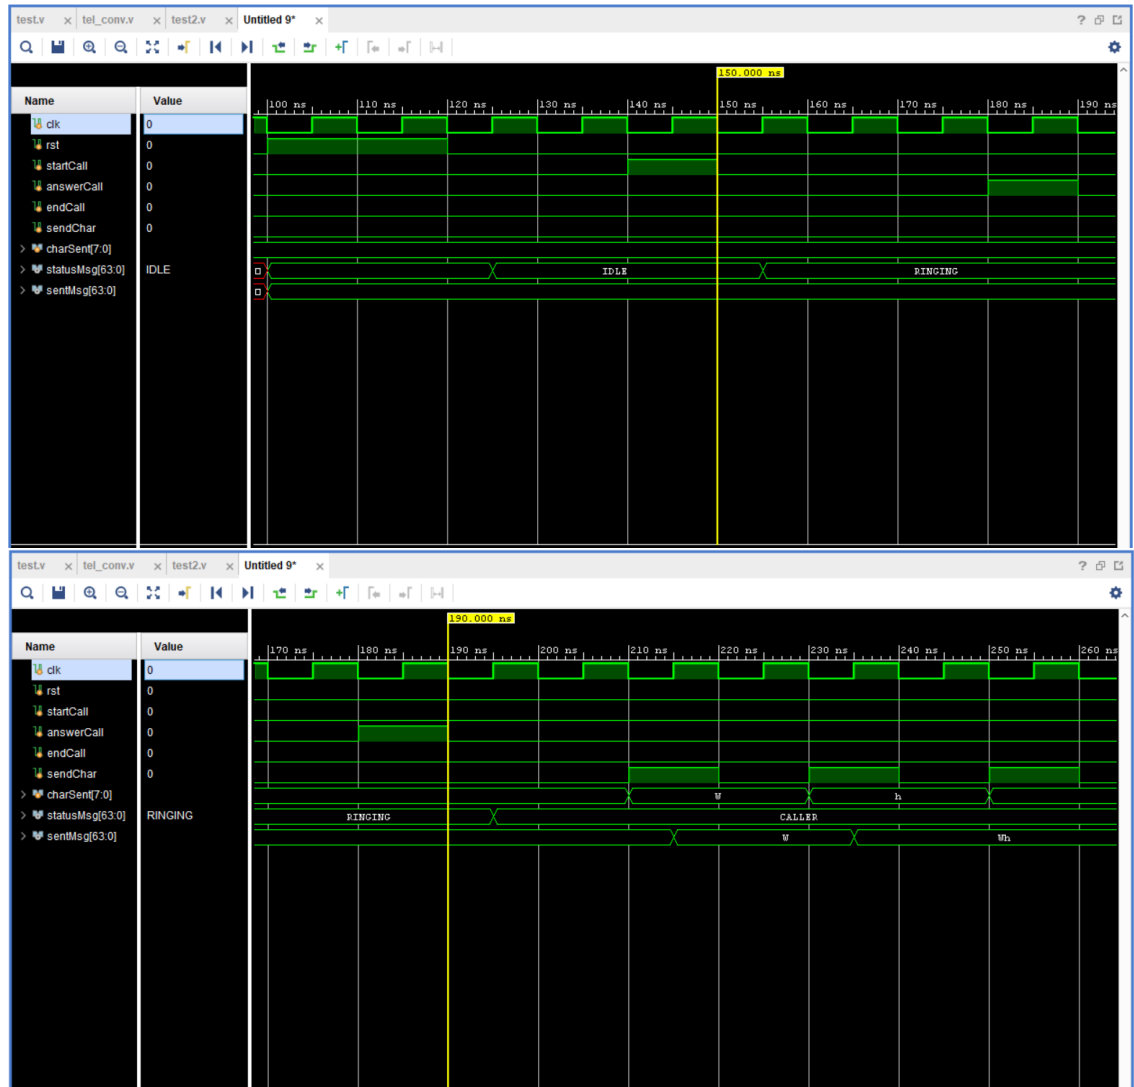 test.v × tel_conv.v × test2.v × Untitled 9* × ?
150.000 ns
Name Value 100 ns 110 ns 120 ns 130 ns 140 ns 150 ns 160 ns 170 ns 180 ns 190 ns
clk 0
rst 0
startCall 0
answerCall 0
endCall 0
sendChar 0
charSent[7:0]
statusMsg[63:0] IDLE IDLE RINGING
sentMsg[63:0]
test.v × tel_conv.v × test2.v × Untitled 9* × ?
190.000 ns
Name Value 170 ns 180 ns 190 ns 200 ns 210 ns 220 ns 230 ns 240 ns 250 ns 260 ns
clk 0
rst 0
startCall 0
answerCall 0
endCall 0
sendChar 0
charSent[7:0] W h
statusMsg[63:0] RINGING RINGING CALLER
sentMsg[63:0] W Wh